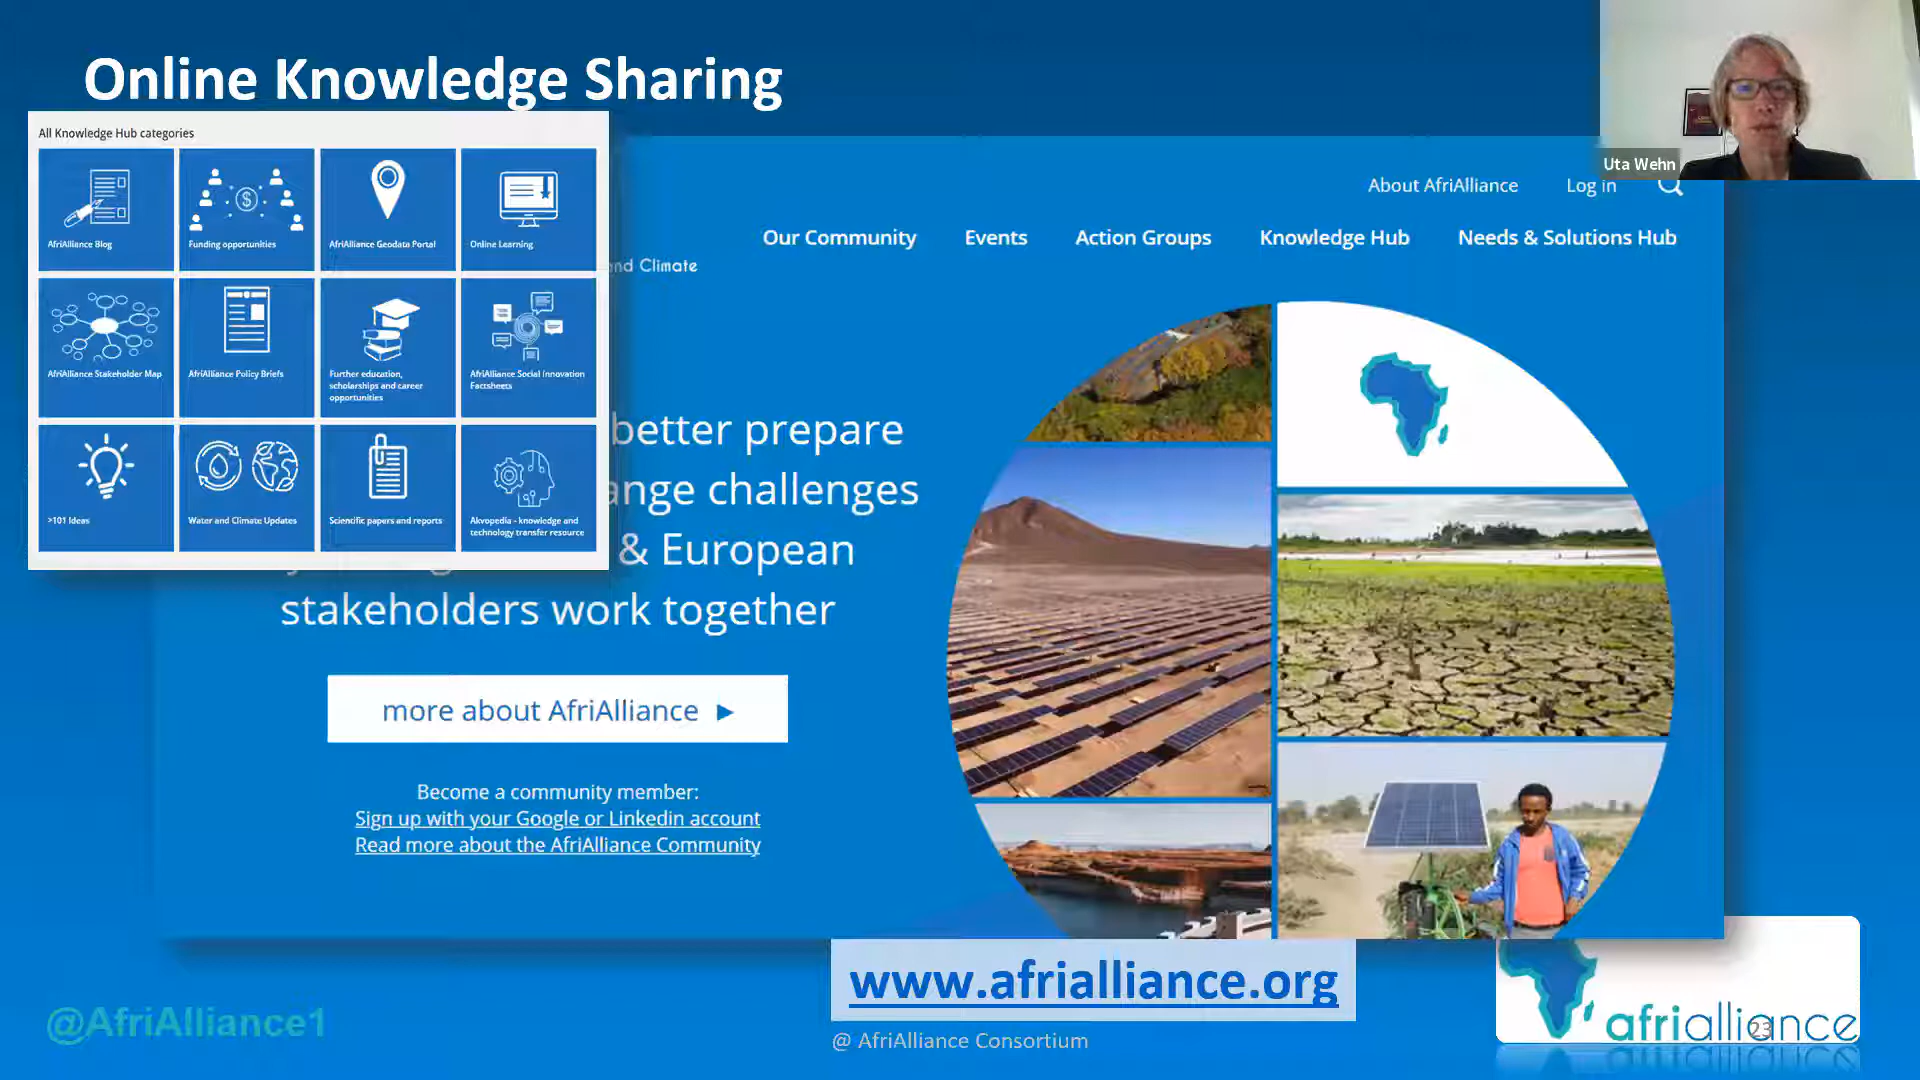 Online Knowledge Sharing
All Knowledge Hub categories
AfriAlliance Blog
Funding opportunities
AfriAlliance Geodata Portal
Online Learning
AfriAlliance Stakeholder Map
AfriAlliance Policy Briefs
Further education,
scholarships and career
opportunities
AfriAlliance Social Innovation
Factsheets
>101 Ideas
Water and Climate Updates
Scientific papers and reports
Akvopedia - knowledge and
technology transfer resource
Uta Wehn
About AfriAlliance
Log in
Our Community
Events
Action Groups
Knowledge Hub
Needs & Solutions Hub
and Climate
better prepare
ange challenges
& European
stakeholders work together
more about AfriAlliance
Become a community member:
Sign up with your Google or Linkedin account
Read more about the AfriAlliance Community
www.afrialliance.org
@AfriAlliance1
@ AfriAlliance Consortium
afrialliance
23